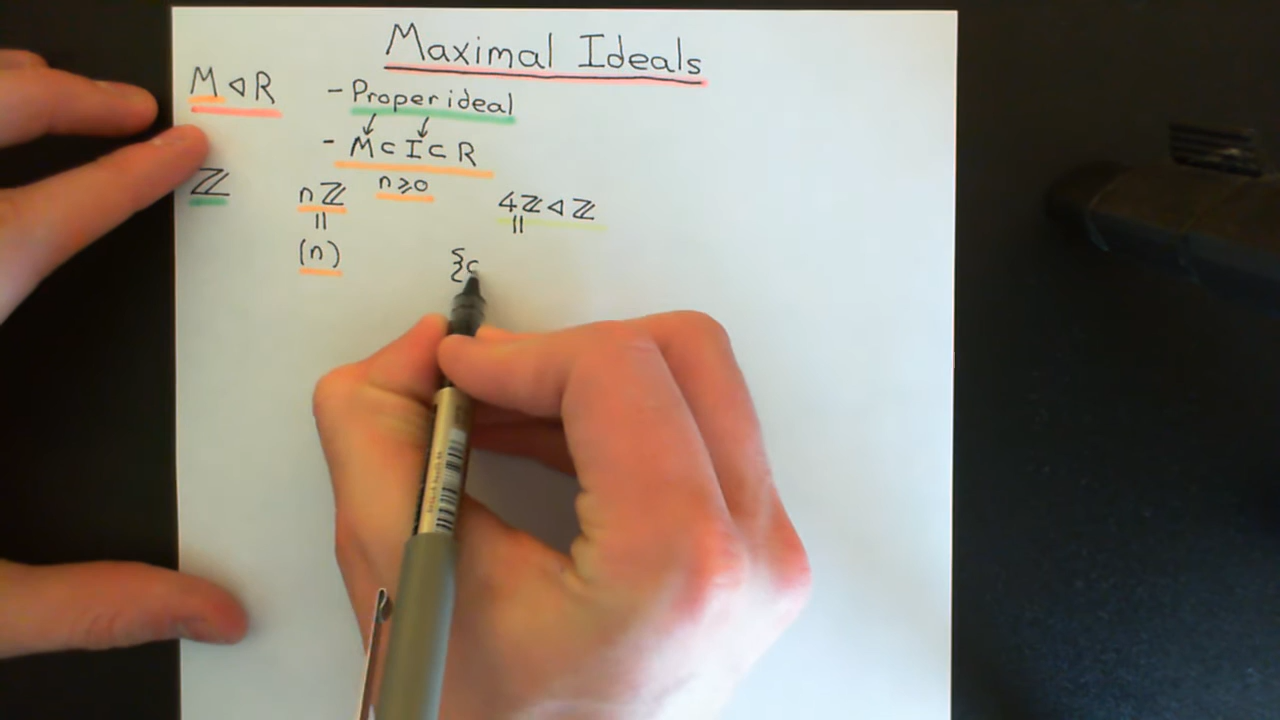 Maximal Ideals
M ⊲ R - Proper ideal
↓ ↓
- M ⊂ I ⊂ R
ℤ nℤ n ⩾ 0 4ℤ ⊲ ℤ
|| ||
(n) {